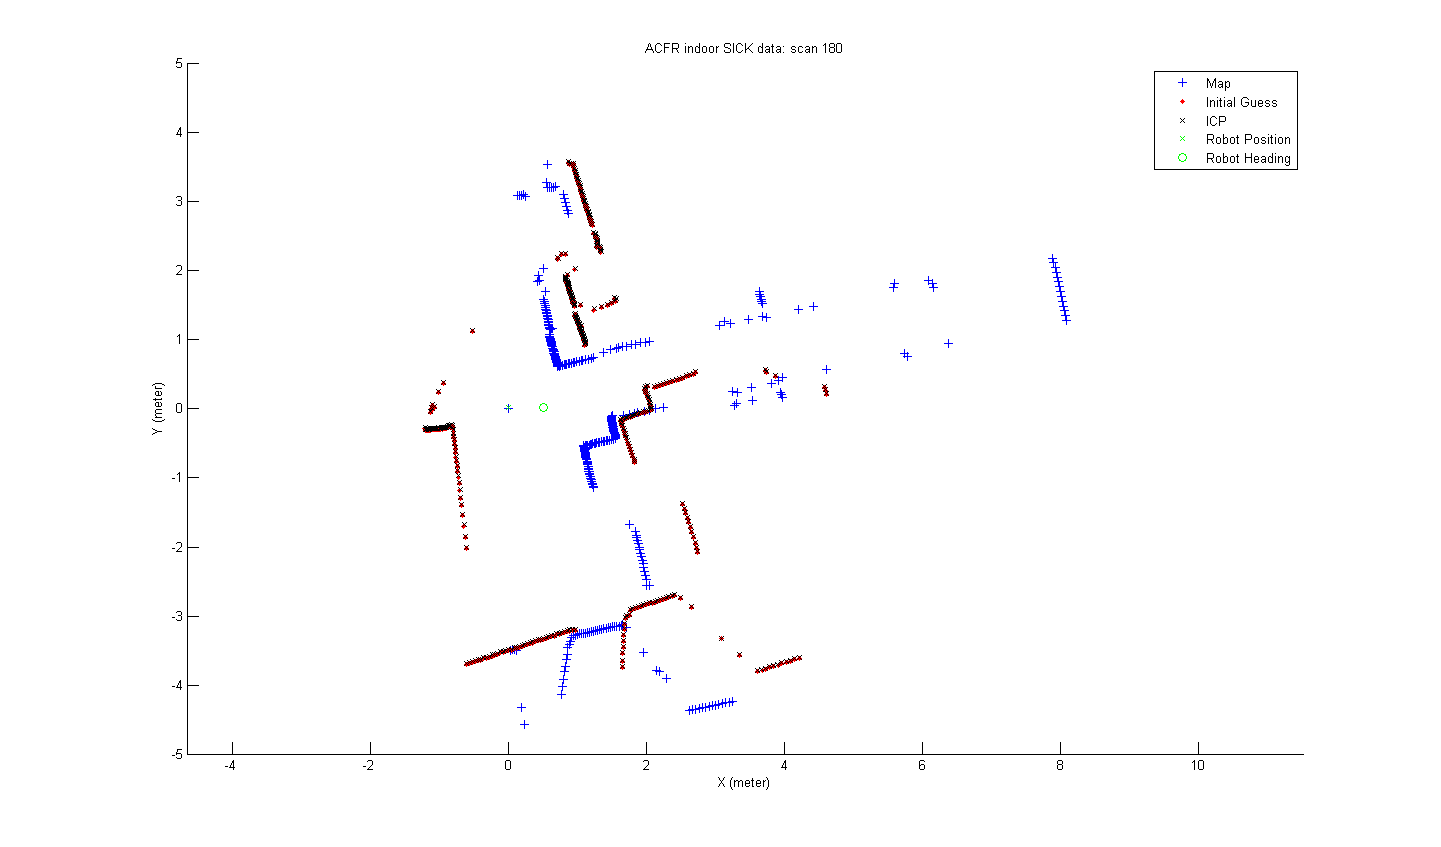 ACFR indoor SICK data: scan 180
Map
Initial Guess
ICP
Robot Position
Robot Heading
5
4
3
2
1
0
-1
-2
-3
-4
-5
Y (meter)
-4
-2
0
2
4
6
8
10
X (meter)